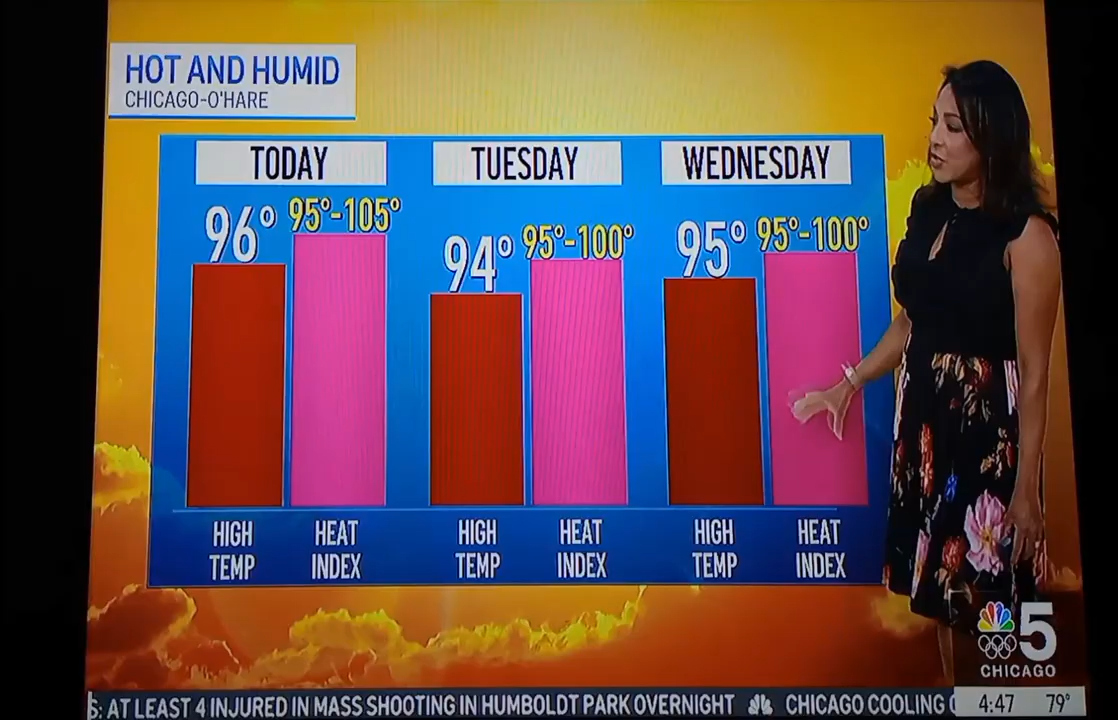 HOT AND HUMID
CHICAGO-O'HARE
TODAY
TUESDAY
WEDNESDAY
96°
95°-105°
94°
95°-100°
95°
95°-100°
HIGH TEMP
HEAT INDEX
HIGH TEMP
HEAT INDEX
HIGH TEMP
HEAT INDEX
5
CHICAGO
S: AT LEAST 4 INJURED IN MASS SHOOTING IN HUMBOLDT PARK OVERNIGHT CHICAGO COOLING
4:47 79°